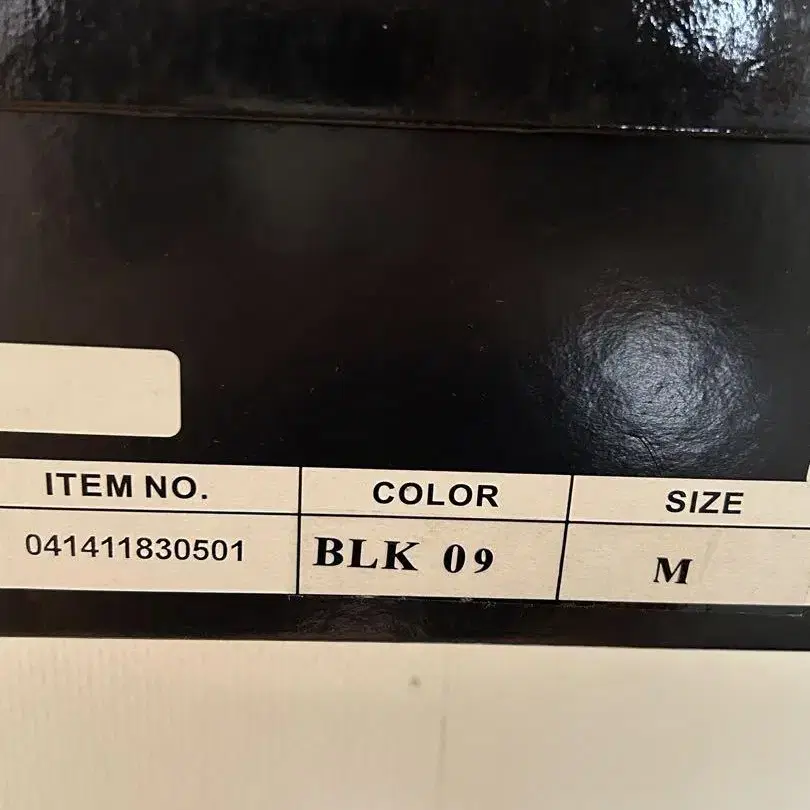 ITEM NO. COLOR SIZE
041411830501 BLK 09 M